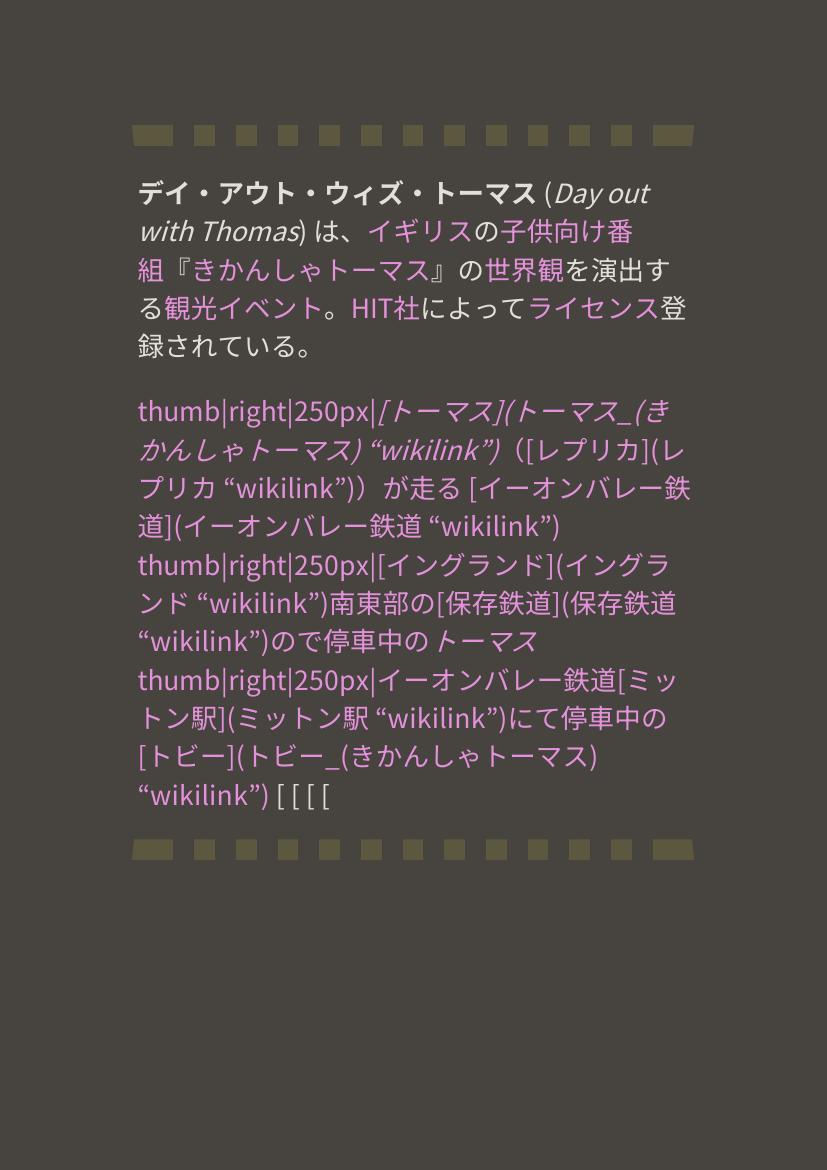 デイ・アウト・ウィズ・トーマス (Day out
with Thomas) は、イギリスの子供向け番
組『きかんしゃトーマス』の世界観を演出す
る観光イベント。HIT社によってライセンス登
録されている。
thumb|right|250px|[トーマス](トーマス_(き
かんしゃトーマス) “wikilink”)（[レプリカ](レ
プリカ “wikilink”)）が走る [イーオンバレー鉄
道](イーオンバレー鉄道 “wikilink”)
thumb|right|250px|[イングランド](イングラ
ンド “wikilink”)南東部の[保存鉄道](保存鉄道
“wikilink”)ので停車中のトーマス
thumb|right|250px|イーオンバレー鉄道[ミッ
トン駅](ミットン駅 “wikilink”)にて停車中の
[トビー](トビー_(きかんしゃトーマス)
“wikilink”) [ [ [ [